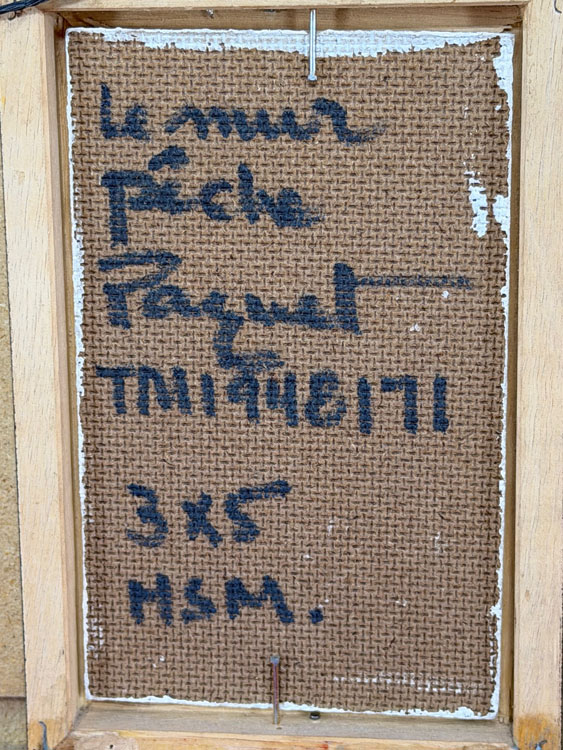 Le mur
pêche
Paquet
TM1948171
3x5
HSM.